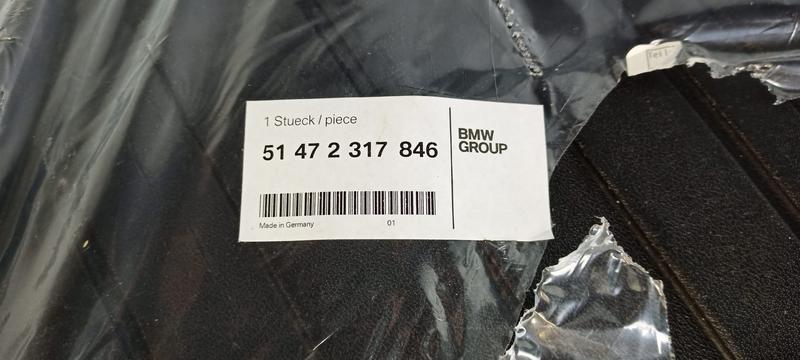 1 Stueck / piece
51 47 2 317 846
BMW
GROUP
Made in Germany
01